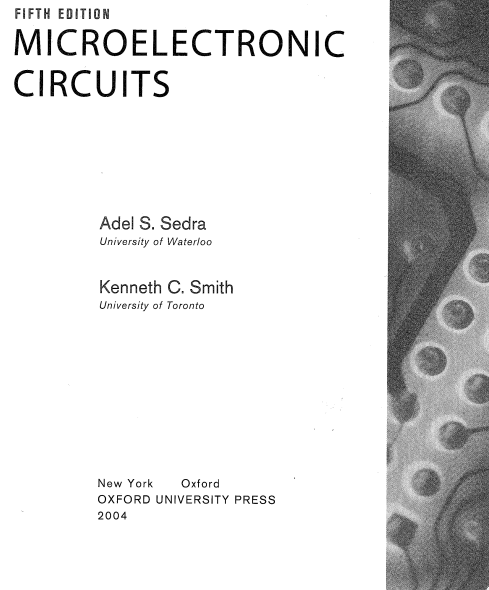 FIFTH EDITION
MICROELECTRONIC
CIRCUITS
Adel S. Sedra
University of Waterloo
Kenneth C. Smith
University of Toronto
New York Oxford
OXFORD UNIVERSITY PRESS
2004